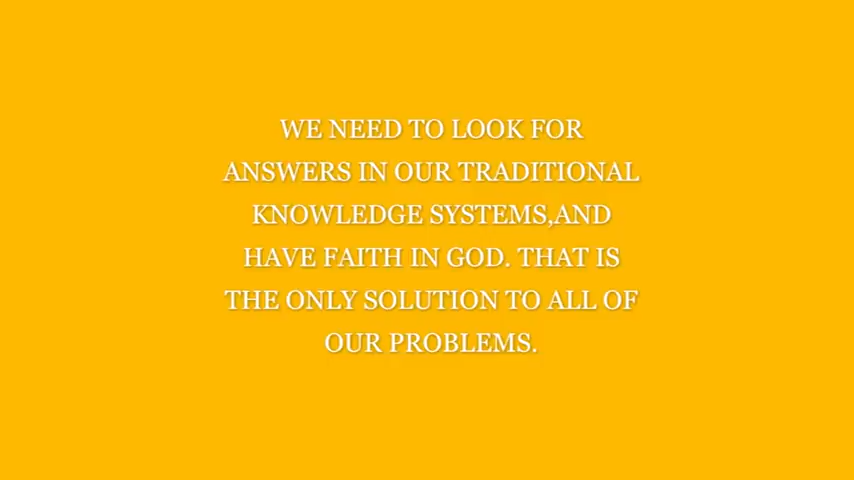 WE NEED TO LOOK FOR
ANSWERS IN OUR TRADITIONAL
KNOWLEDGE SYSTEMS,AND
HAVE FAITH IN GOD. THAT IS
THE ONLY SOLUTION TO ALL OF
OUR PROBLEMS.